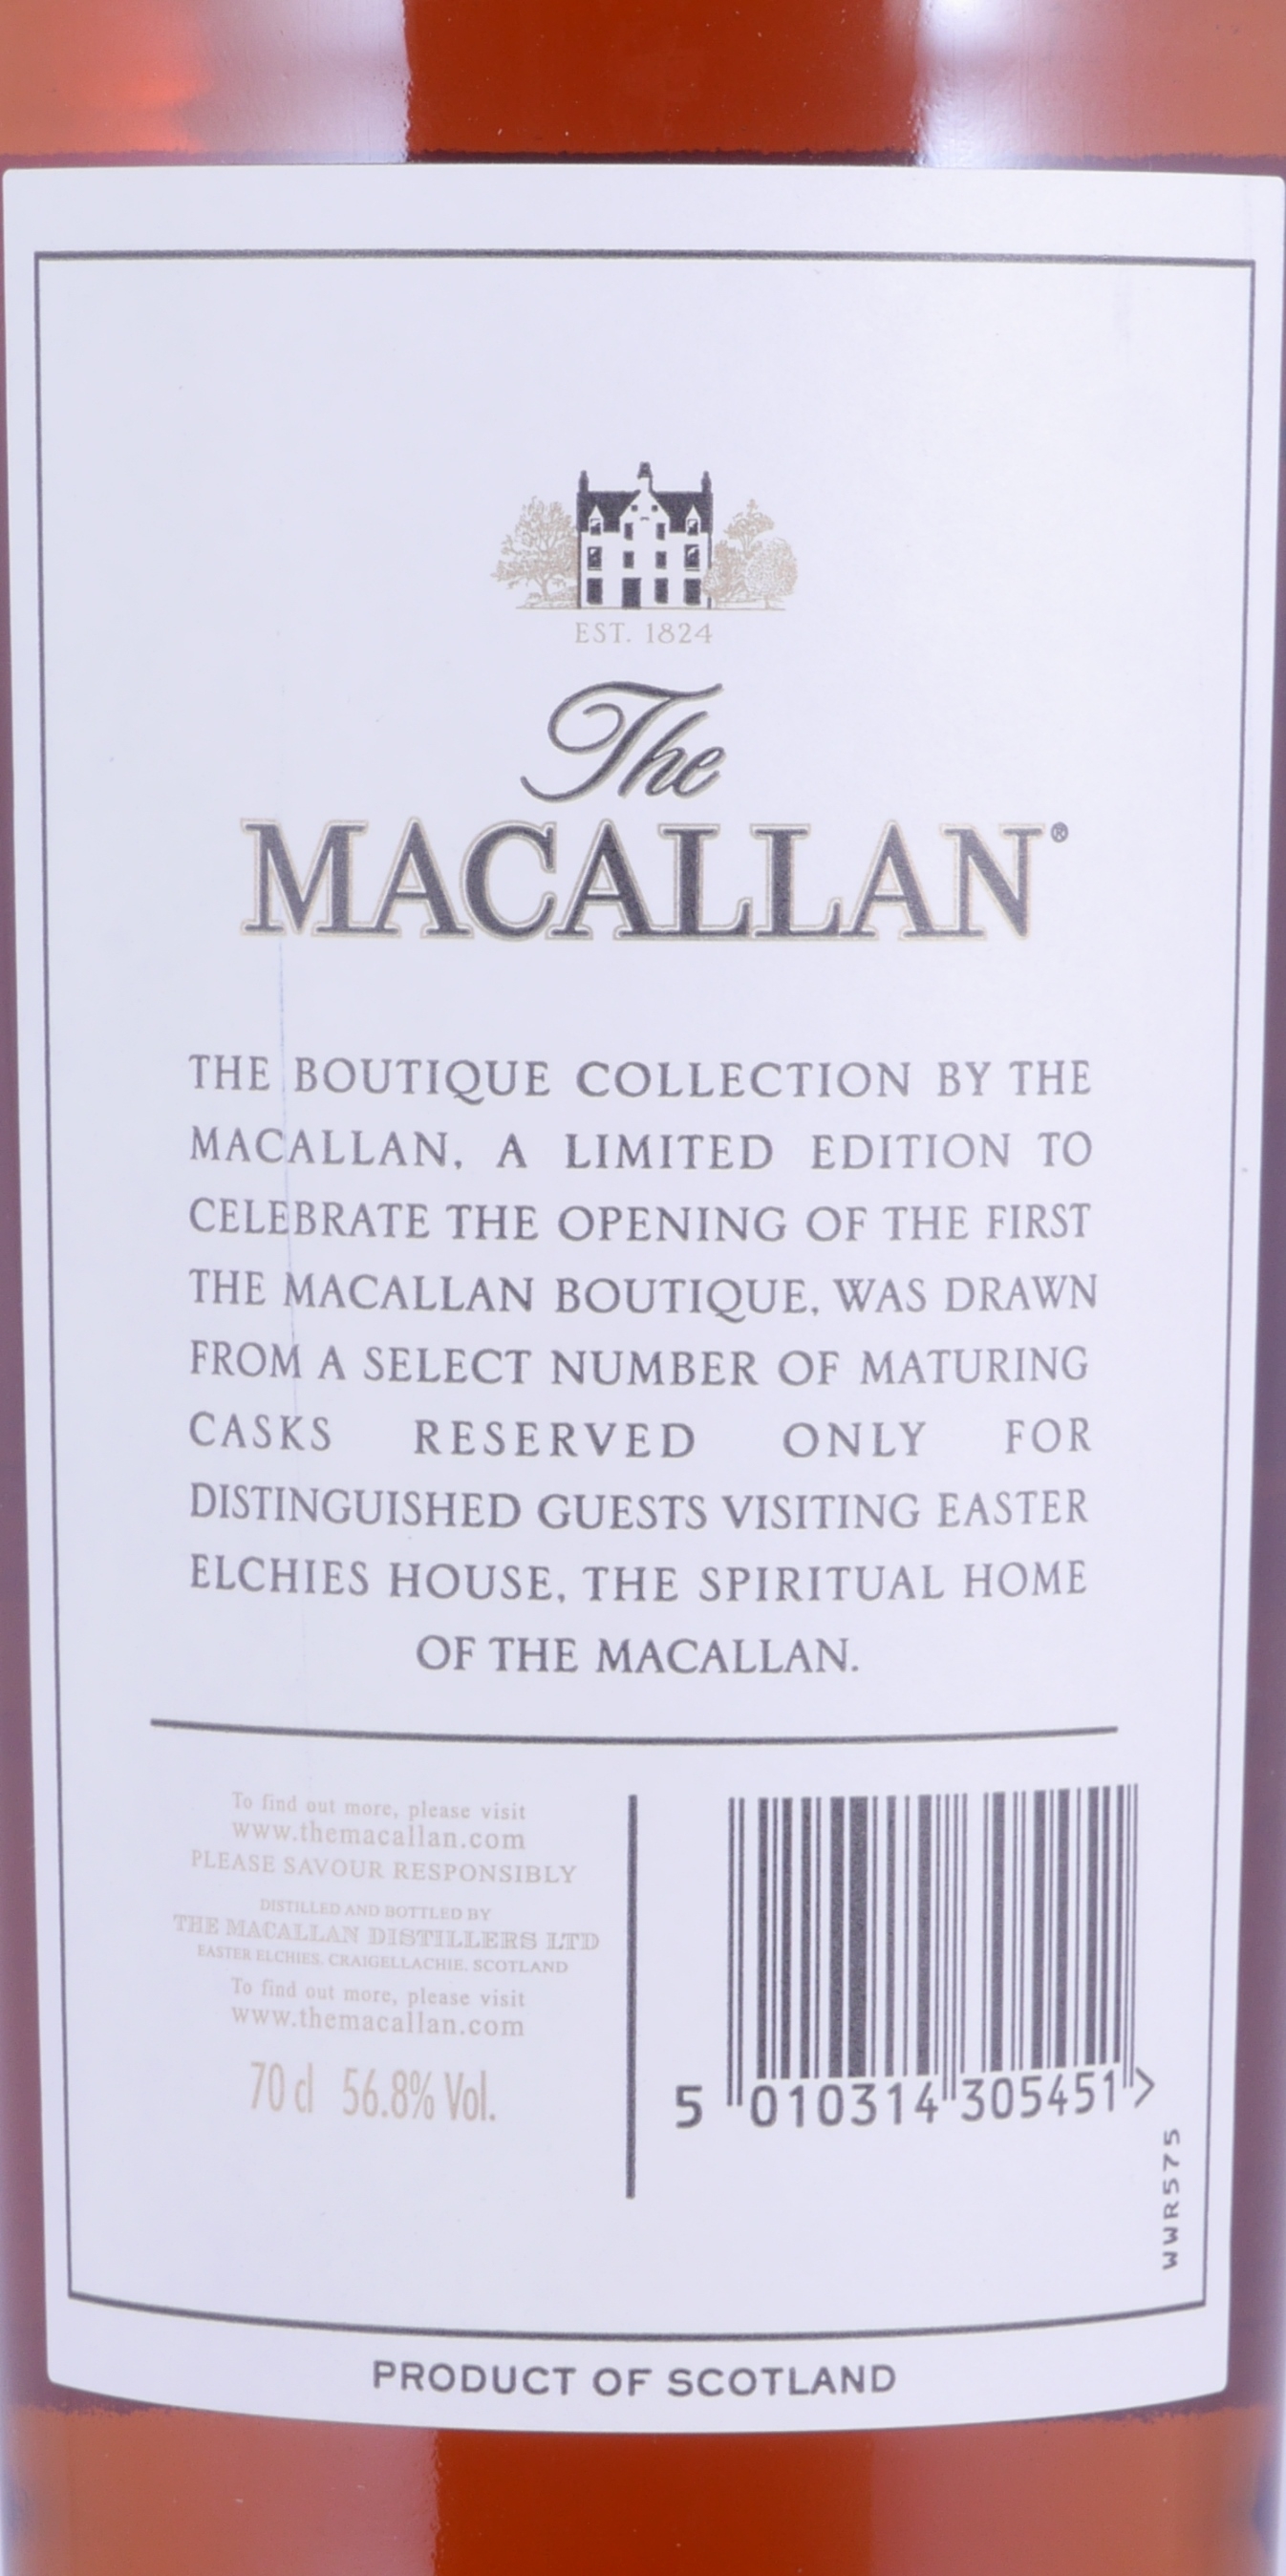 EST. 1824
The
MACALLAN®
THE BOUTIQUE COLLECTION BY THE
MACALLAN, A LIMITED EDITION TO
CELEBRATE THE OPENING OF THE FIRST
THE MACALLAN BOUTIQUE, WAS DRAWN
FROM A SELECT NUMBER OF MATURING
CASKS RESERVED ONLY FOR
DISTINGUISHED GUESTS VISITING EASTER
ELCHIES HOUSE, THE SPIRITUAL HOME
OF THE MACALLAN.
To find out more, please visit
www.themacallan.com
PLEASE SAVOUR RESPONSIBLY
DISTILLED AND BOTTLED BY
THE MACALLAN DISTILLERS LTD
EASTER ELCHIES, CRAIGELLACHIE, SCOTLAND
To find out more, please visit
www.themacallan.com
70 cl 56.8% Vol.
5 010314 305451 >
WWR575
PRODUCT OF SCOTLAND